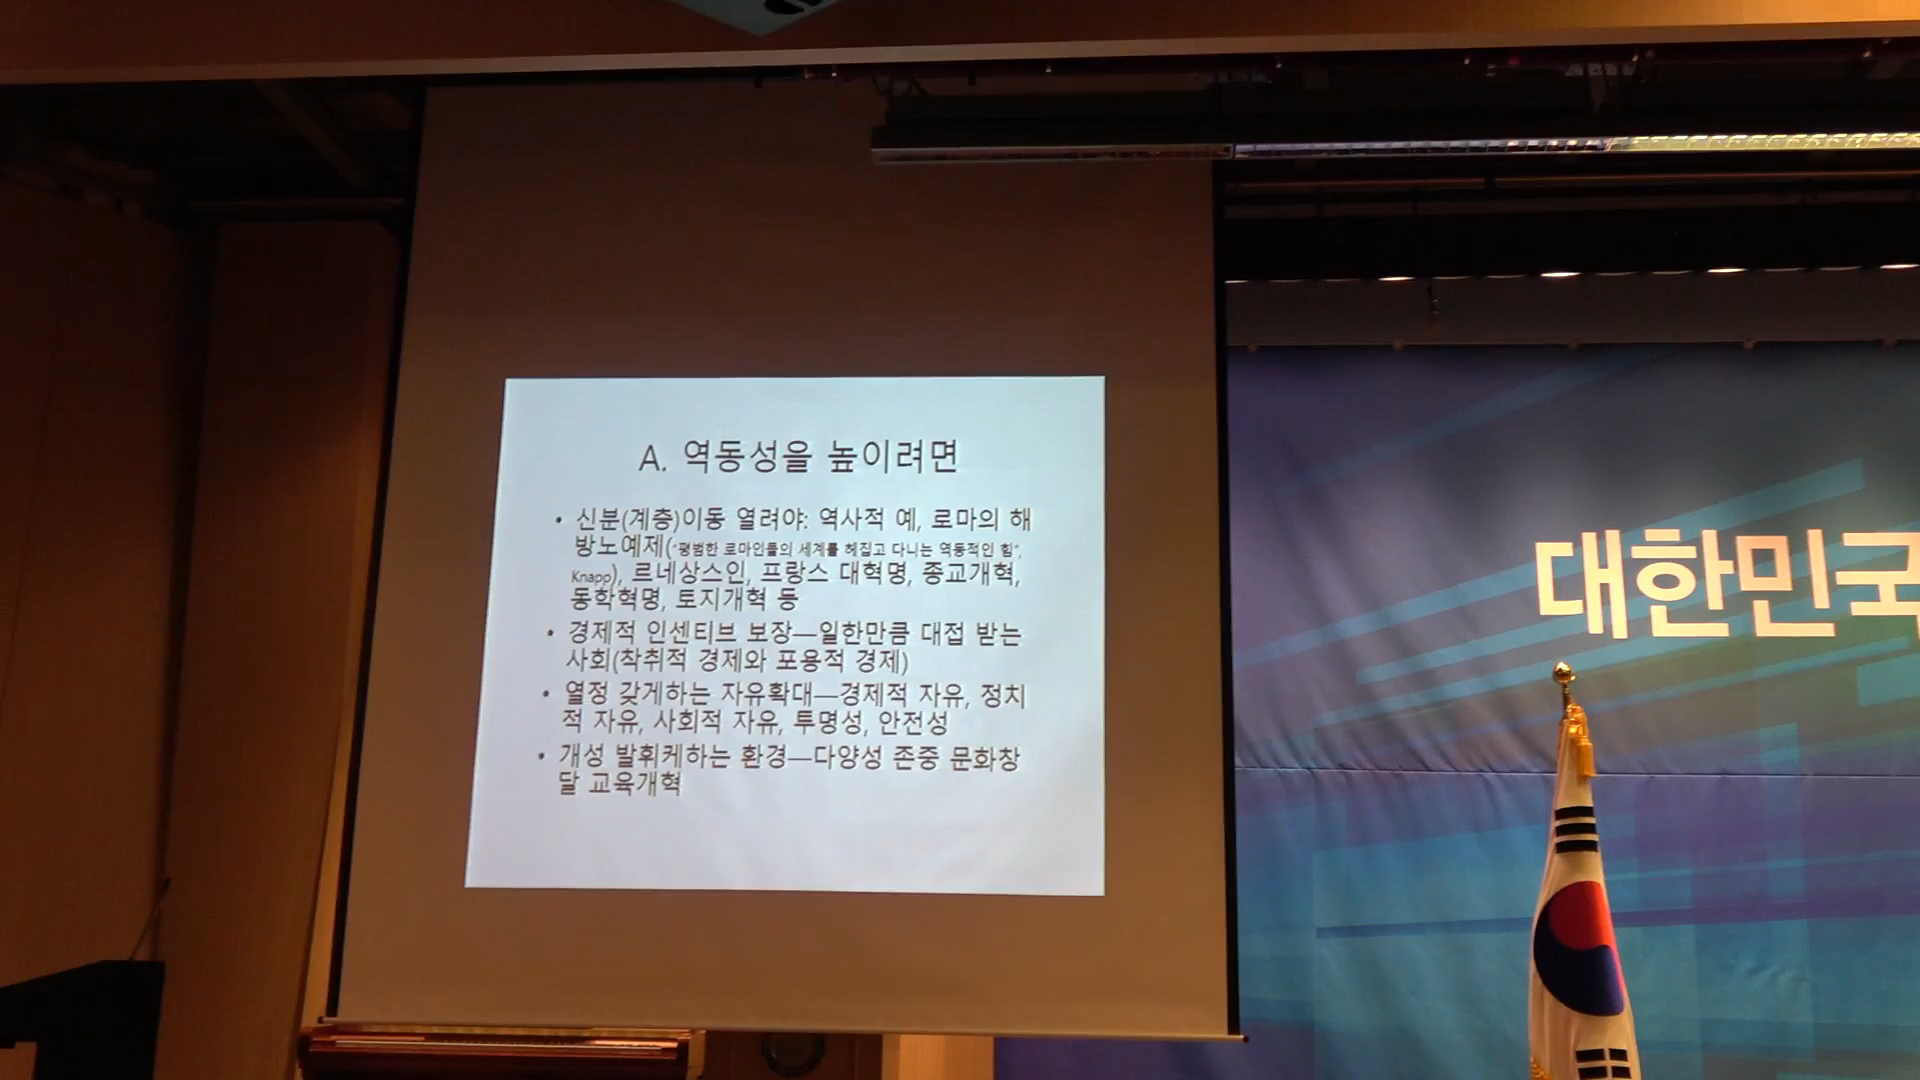 A. 역동성을 높이려면
• 신분(계층)이동 열려야: 역사적 예, 로마의 해
방노예제("평범한 로마인들의 세계를 헤집고 다니는 역동적인 힘",
Knapp), 르네상스인, 프랑스 대혁명, 종교개혁,
동학혁명, 토지개혁 등
• 경제적 인센티브 보장—일한만큼 대접 받는
사회(착취적 경제와 포용적 경제)
• 열정 갖게하는 자유확대—경제적 자유, 정치
적 자유, 사회적 자유, 투명성, 안전성
• 개성 발휘케하는 환경—다양성 존중 문화창
달 교육개혁
대한민국